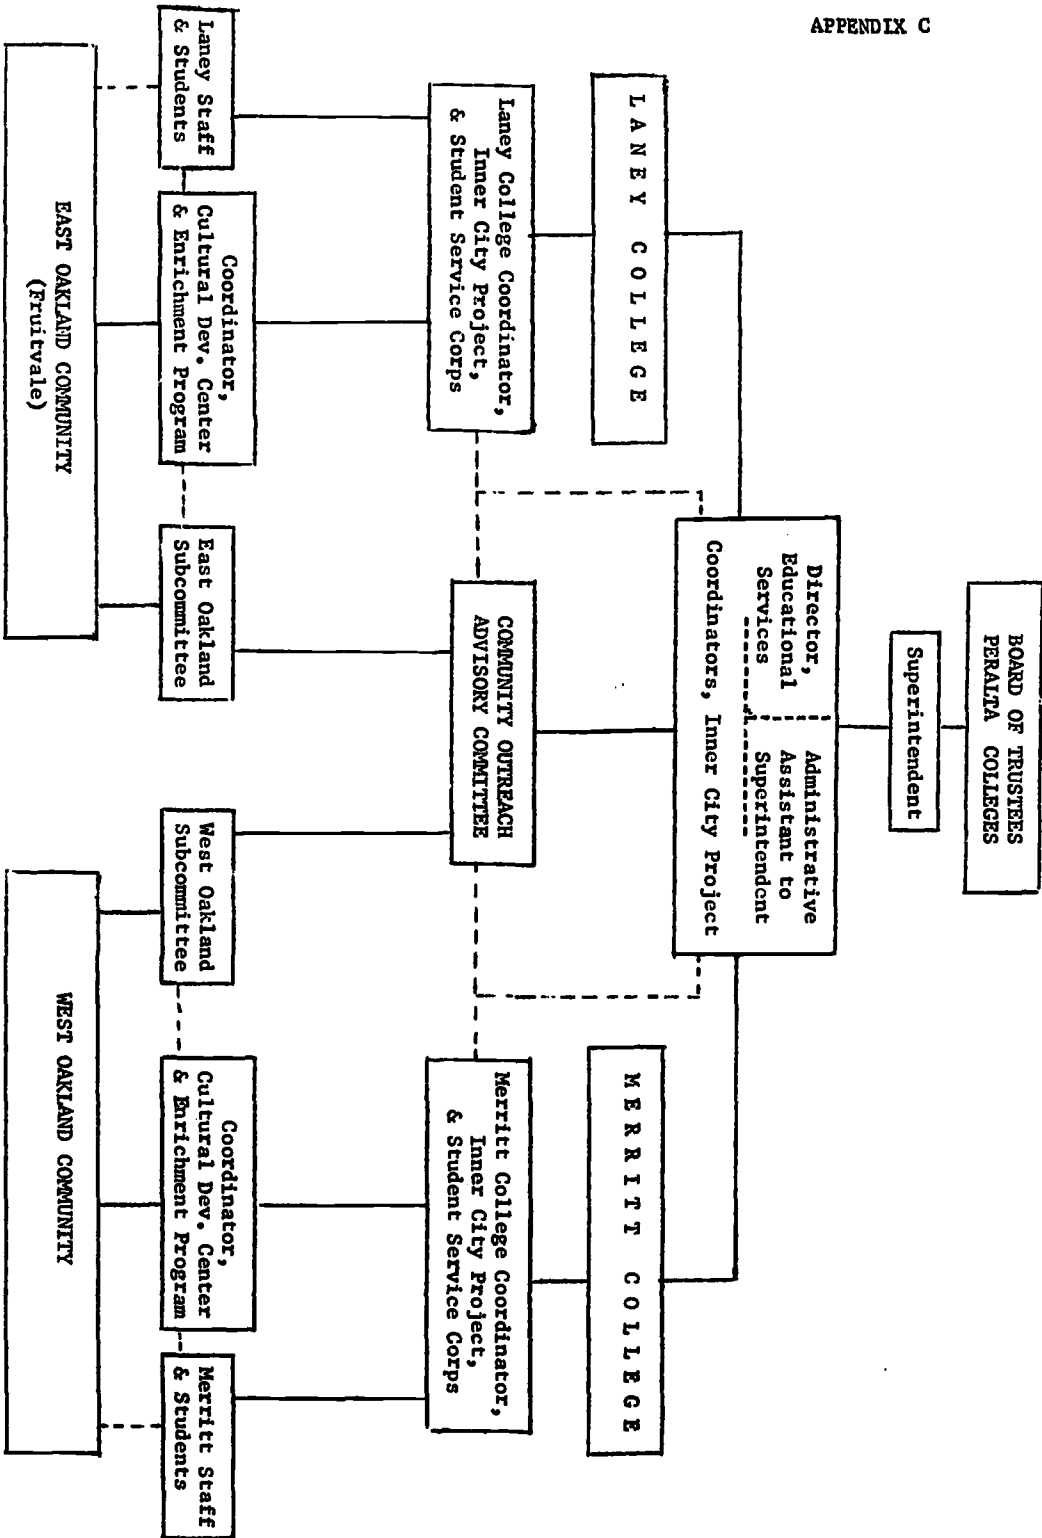 APPENDIX C
BOARD OF TRUSTEES
PERALTA COLLEGES
Superintendent
Director,
Educational
Services
Administrative
Assistant to
Superintendent
Coordinators, Inner City Project
LANEY COLLEGE
MERRITT COLLEGE
Laney College Coordinator,
Inner City Project,
& Student Service Corps
COMMUNITY OUTREACH
ADVISORY COMMITTEE
Merritt College Coordinator,
Inner City Project,
& Student Service Corps
Laney Staff
& Students
Coordinator,
Cultural Dev. Center
& Enrichment Program
East Oakland
Subcommittee
West Oakland
Subcommittee
Coordinator,
Cultural Dev. Center
& Enrichment Program
Merritt Staff
& Students
EAST OAKLAND COMMUNITY
(Fruitvale)
WEST OAKLAND COMMUNITY